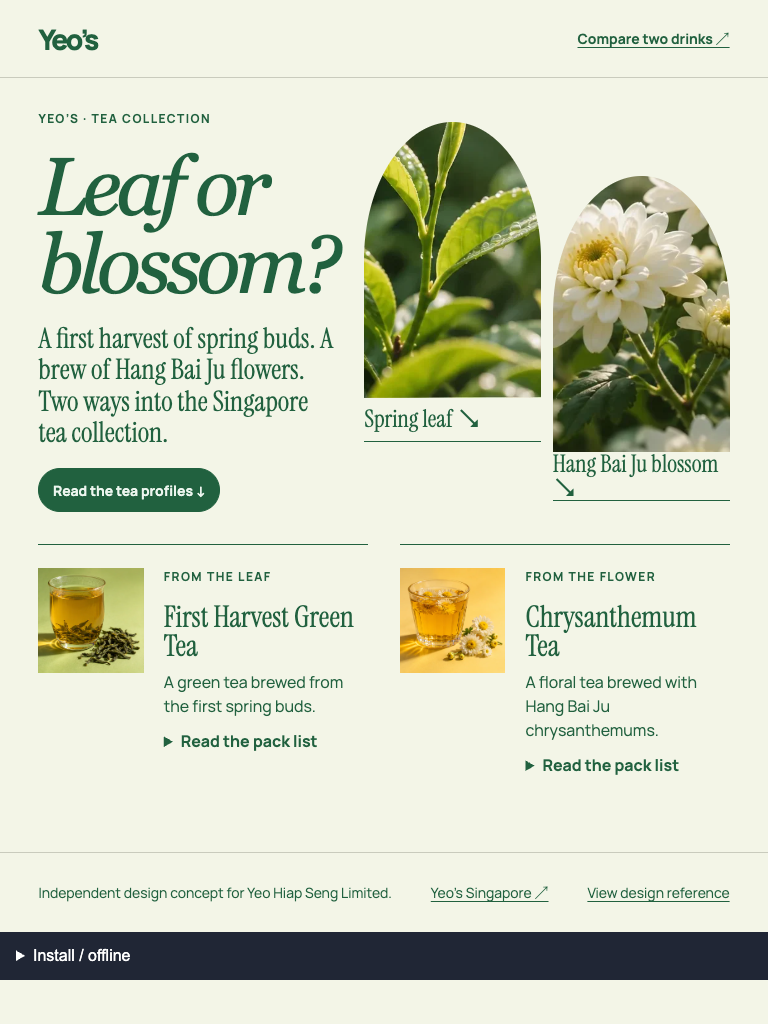 Yeo's
Compare two drinks ↗
YEO'S · TEA COLLECTION
Leaf or
blossom?
A first harvest of spring buds. A
brew of Hang Bai Ju flowers.
Two ways into the Singapore
tea collection.
Read the tea profiles ↓
Spring leaf ↘
Hang Bai Ju blossom
↘
FROM THE LEAF
First Harvest Green
Tea
A green tea brewed from
the first spring buds.
▶ Read the pack list
FROM THE FLOWER
Chrysanthemum
Tea
A floral tea brewed with
Hang Bai Ju
chrysanthemums.
▶ Read the pack list
Independent design concept for Yeo Hiap Seng Limited.
Yeo's Singapore ↗
View design reference
▶ Install / offline